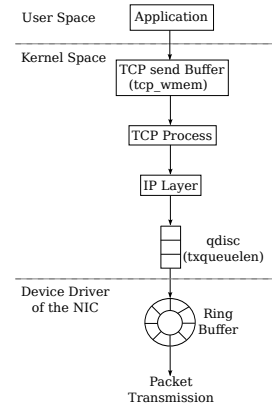 User Space
Application
Kernel Space
TCP send Buffer
(tcp_wmem)
TCP Process
IP Layer
qdisc
(txqueuelen)
Device Driver
of the NIC
Ring
Buffer
Packet
Transmission